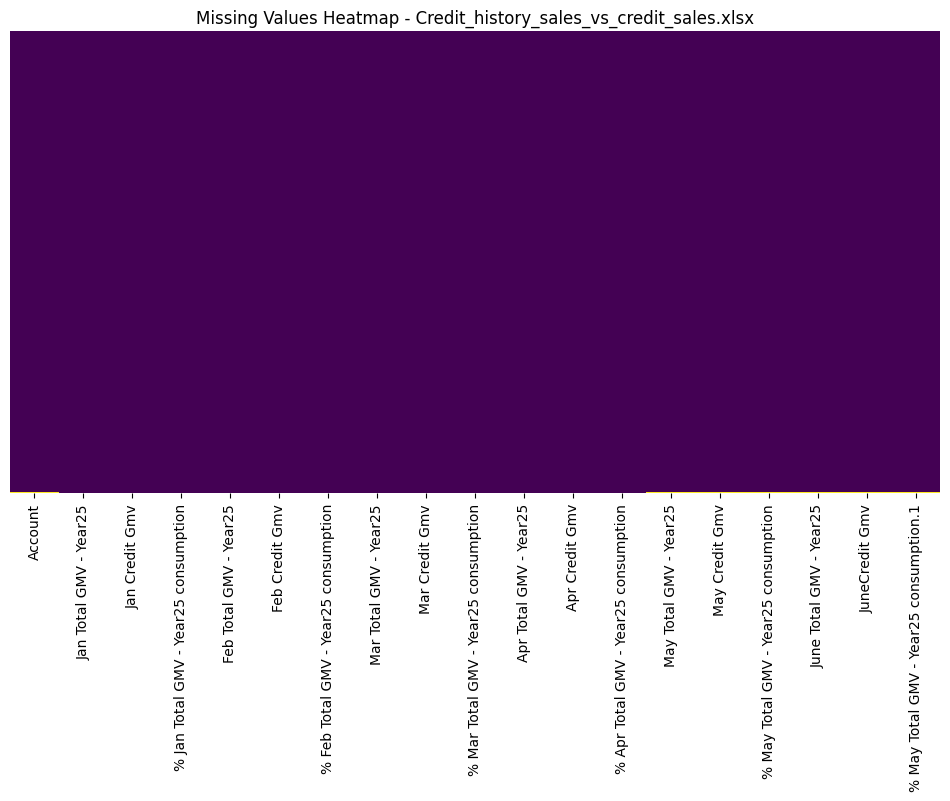 Missing Values Heatmap - Credit_history_sales_vs_credit_sales.xlsx
Account
Jan Total GMV - Year25
Jan Credit Gmv
% Jan Total GMV - Year25 consumption
Feb Total GMV - Year25
Feb Credit Gmv
% Feb Total GMV - Year25 consumption
Mar Total GMV - Year25
Mar Credit Gmv
% Mar Total GMV - Year25 consumption
Apr Total GMV - Year25
Apr Credit Gmv
% Apr Total GMV - Year25 consumption
May Total GMV - Year25
May Credit Gmv
% May Total GMV - Year25 consumption
June Total GMV - Year25
JuneCredit Gmv
% May Total GMV - Year25 consumption.1